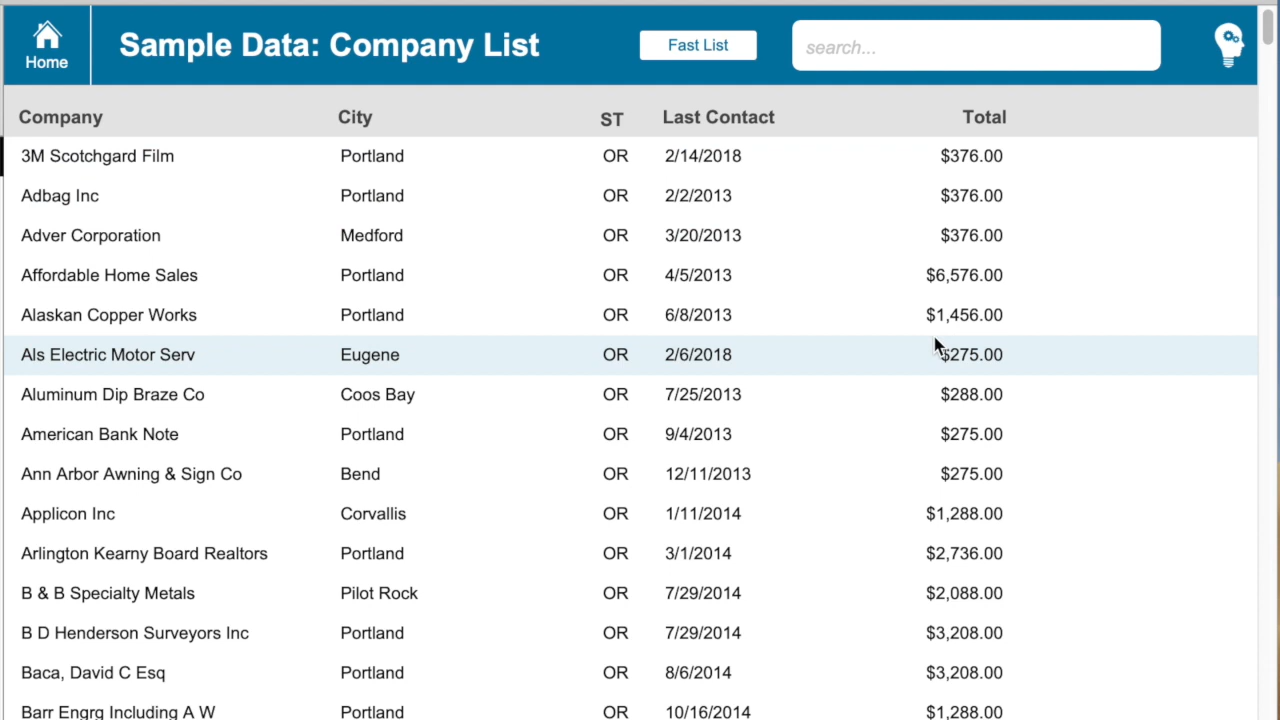 Home Sample Data: Company List Fast List search...
Company City ST Last Contact Total
3M Scotchgard Film Portland OR 2/14/2018 $376.00
Adbag Inc Portland OR 2/2/2013 $376.00
Adver Corporation Medford OR 3/20/2013 $376.00
Affordable Home Sales Portland OR 4/5/2013 $6,576.00
Alaskan Copper Works Portland OR 6/8/2013 $1,456.00
Als Electric Motor Serv Eugene OR 2/6/2018 $275.00
Aluminum Dip Braze Co Coos Bay OR 7/25/2013 $288.00
American Bank Note Portland OR 9/4/2013 $275.00
Ann Arbor Awning & Sign Co Bend OR 12/11/2013 $275.00
Applicon Inc Corvallis OR 1/11/2014 $1,288.00
Arlington Kearny Board Realtors Portland OR 3/1/2014 $2,736.00
B & B Specialty Metals Pilot Rock OR 7/29/2014 $2,088.00
B D Henderson Surveyors Inc Portland OR 7/29/2014 $3,208.00
Baca, David C Esq Portland OR 8/6/2014 $3,208.00
Barr Engrg Including A W Portland OR 10/16/2014 $1,288.00